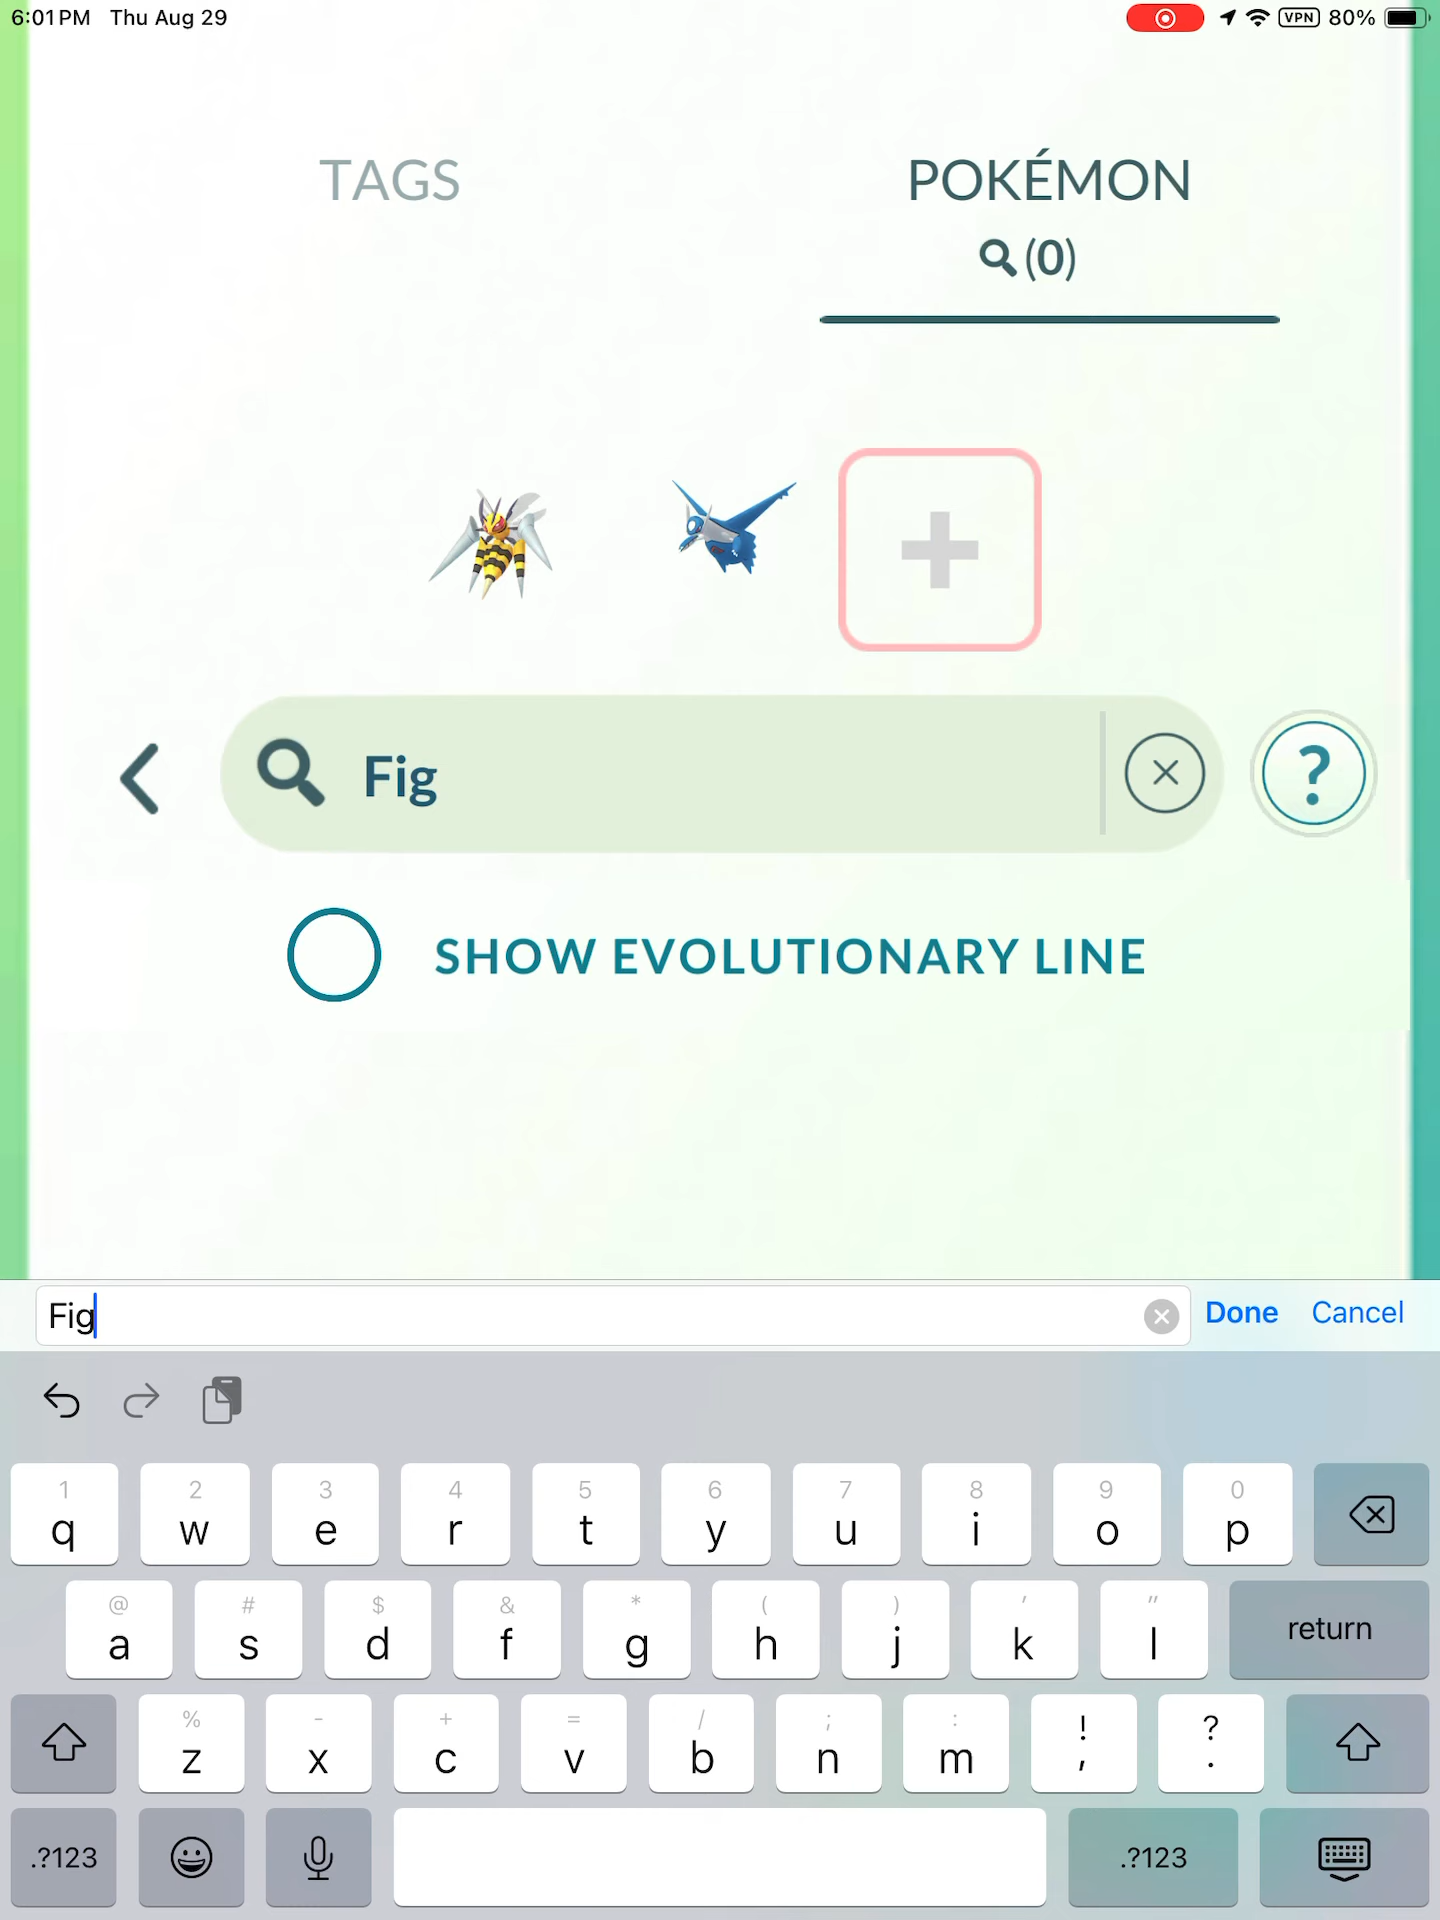 6:01 PM Thu Aug 29
VPN 80%
TAGS
POKÉMON
(0)
Fig
?
SHOW EVOLUTIONARY LINE
Fig
Done Cancel
1 2 3 4 5 6 7 8 9 0
q w e r t y u i o p
@ # $ & * ( ) ' "
a s d f g h j k l return
% - + = / ; : ! ?
z x c v b n m , .
.?123 .?123